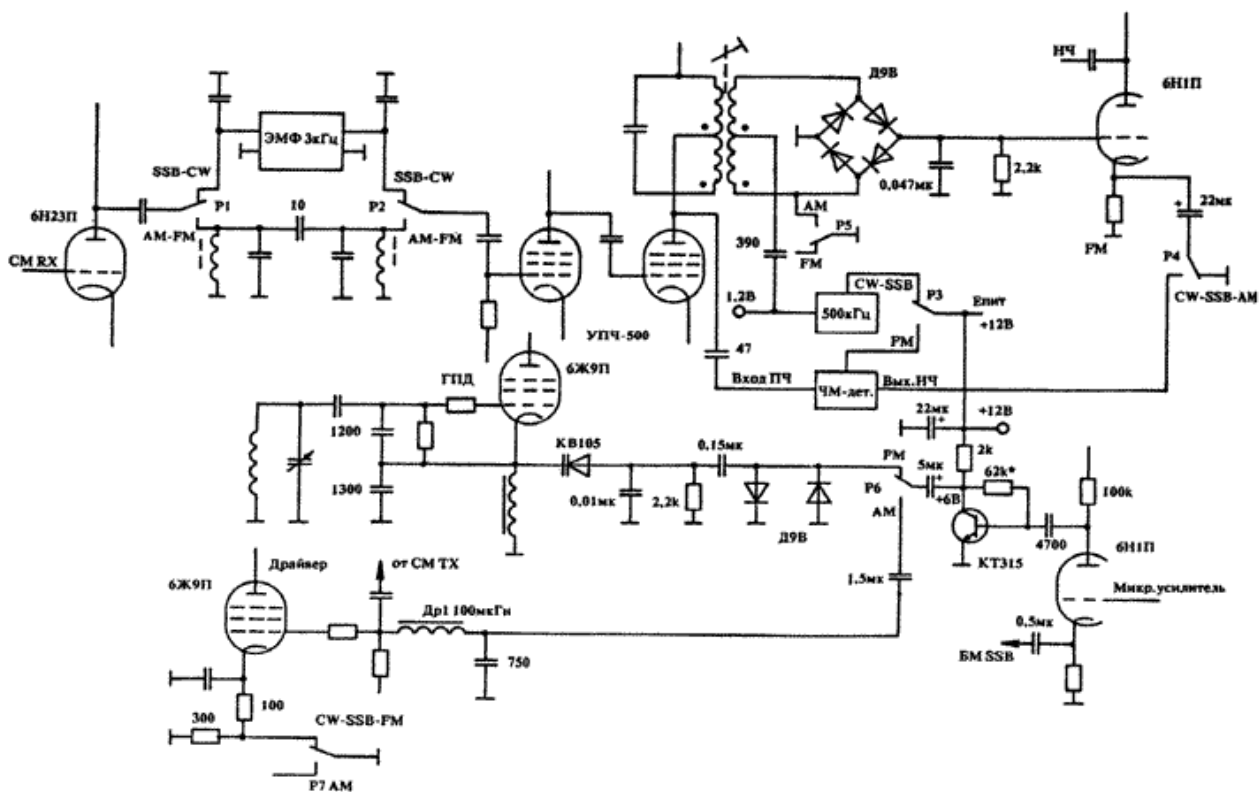 НЧ
Д9В
6Н1П
ЭМФ 3кГц
SSB-CW
SSB-CW
0,047мк
2,2k
22мк
6Н23П
P1
10
P2
AM-FM
AM-FM
AM
P5
FM
FM
P4
CM RX
390
CW-SSB
P3
CW-SSB-AM
1.2В
500кГц
Епит
+12В
УПЧ-500
47
FM
6Ж9П
ГПД
Вход ПЧ
ЧМ-дет.
Вых.НЧ
22мк
+12В
1200
КВ105
0,15мк
FM
2k
5мк
62k*
1300
0,01мк
2,2k
P6
+6В
100k
AM
Д9В
КТ315
4700
6Н1П
Драйвер
6Ж9П
от СМ ТХ
1,5мк
Микр.усилитель
Др1 100мкГн
0,5мк
750
БМ SSB
100
300
CW-SSB-FM
P7 AM